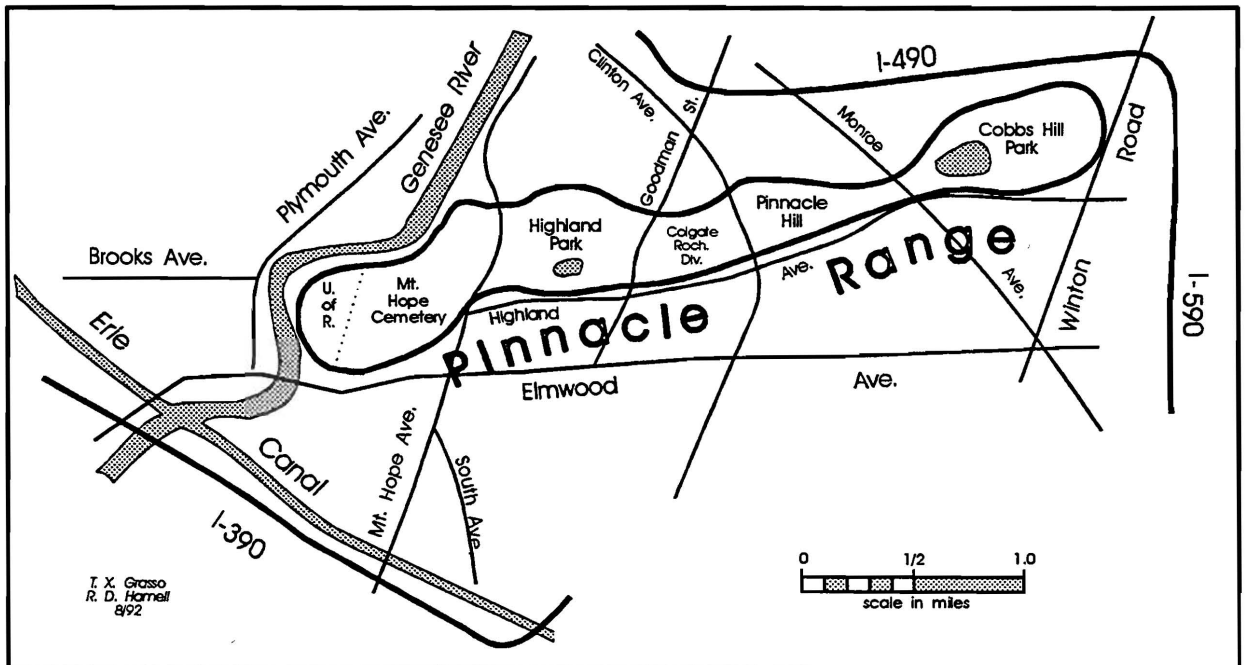 I-490
Genesee River
Plymouth Ave.
Clinton Ave.
Goodman
St.
Monroe
Ave.
Cobbs Hill
Park
Road
Winton
Brooks Ave.
Highland
Park
Pinnacle
Hill
Colgate
Roch.
Div.
U.
of
R.
Mt.
Hope
Cemetery
Highland
Ave.
Pinnacle
Range
I-590
Erie
Canal
Elmwood
Ave.
Mt. Hope Ave.
South Ave
I-390
T. X. Grasso
R. D. Hamell
8/92
0 1/2 1.0
scale in miles